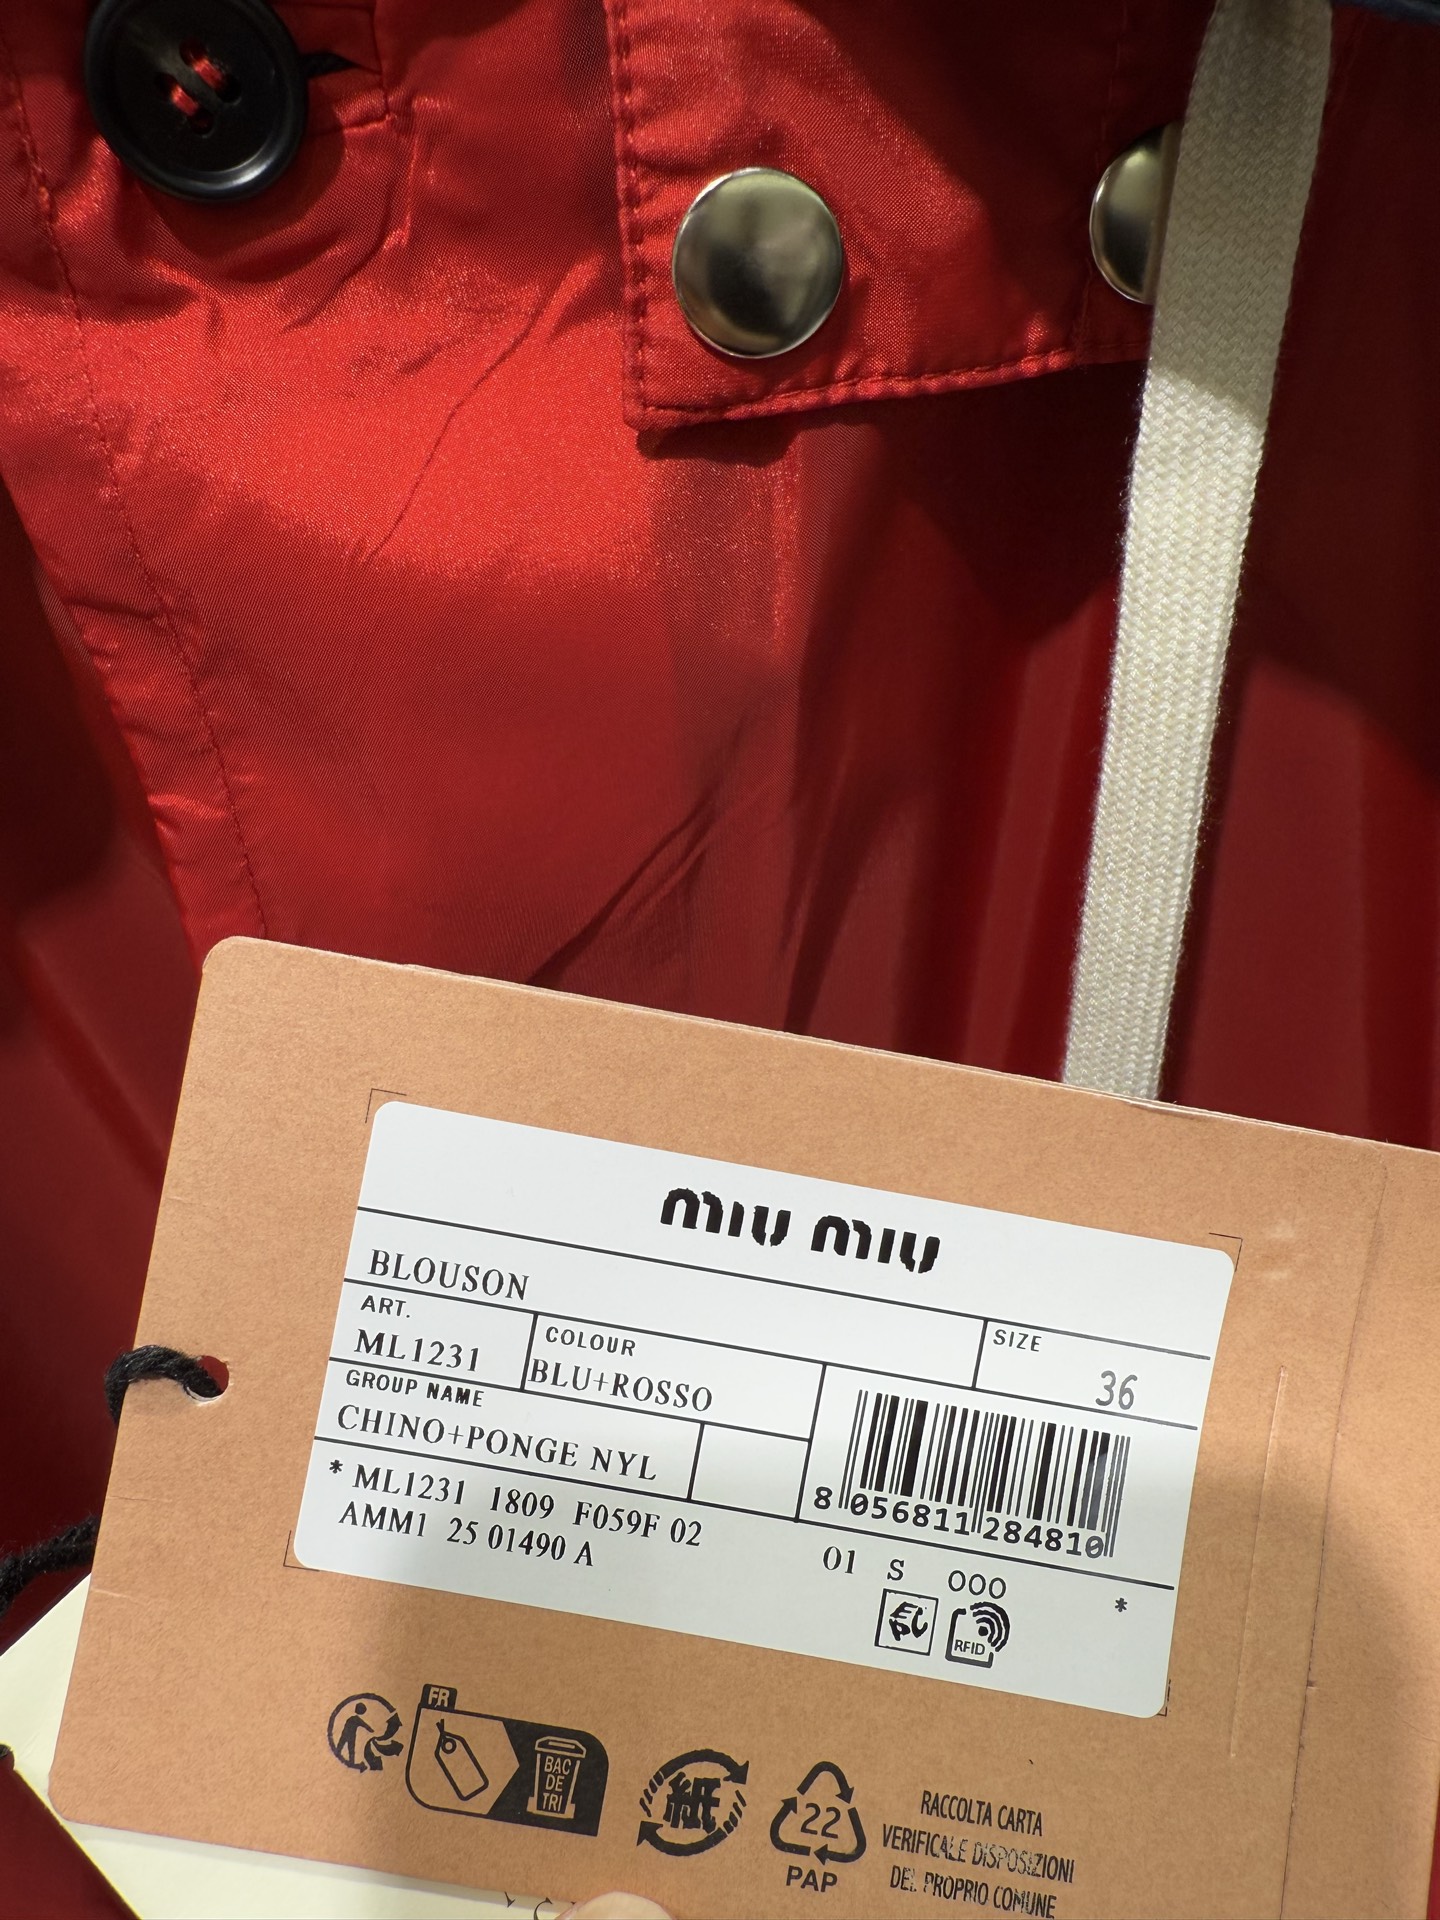 miu miu
BLOUSON
ART.
ML1231
COLOUR
BLU+ROSSO
SIZE
36
GROUP NAME
CHINO+PONGE NYL
8 056811 284810
* ML1231 1809 F059F 02
AMM1 25 01490 A
01 S 000
*
RFID
FR
BAC
DE
TRI
紙
22
PAP
RACCOLTA CARTA
VERIFICA LE DISPOSIZIONI
DEL PROPRIO COMUNE